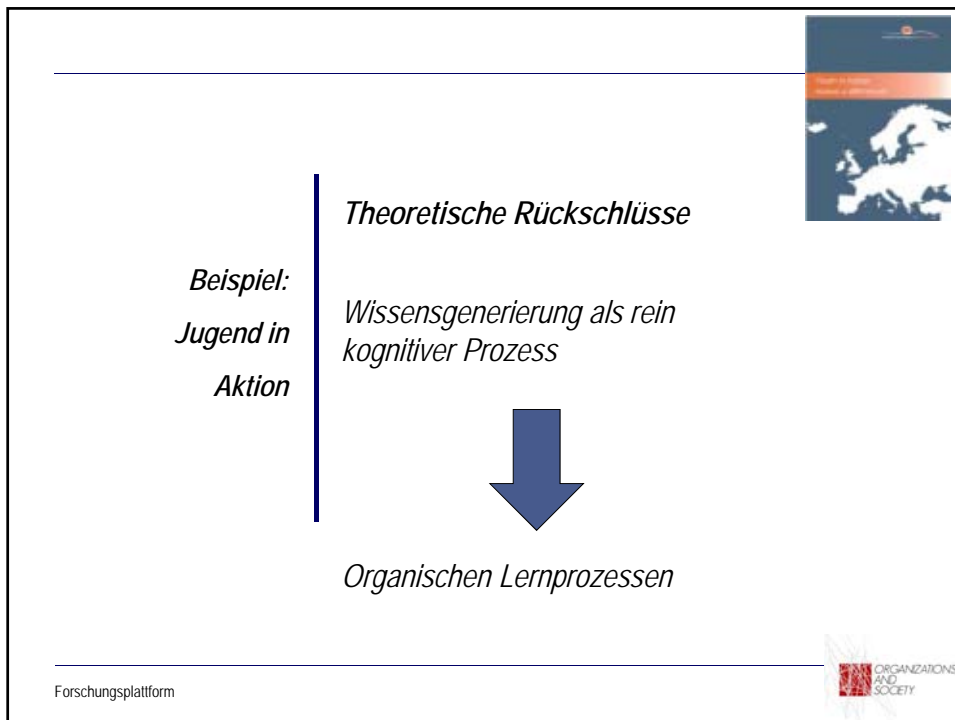 Theoretische Rückschlüsse
Beispiel:
Jugend in
Aktion
Wissensgenerierung als rein
kognitiver Prozess
Organischen Lernprozessen
Forschungsplattform
ORGANIZATIONS
AND
SOCIETY